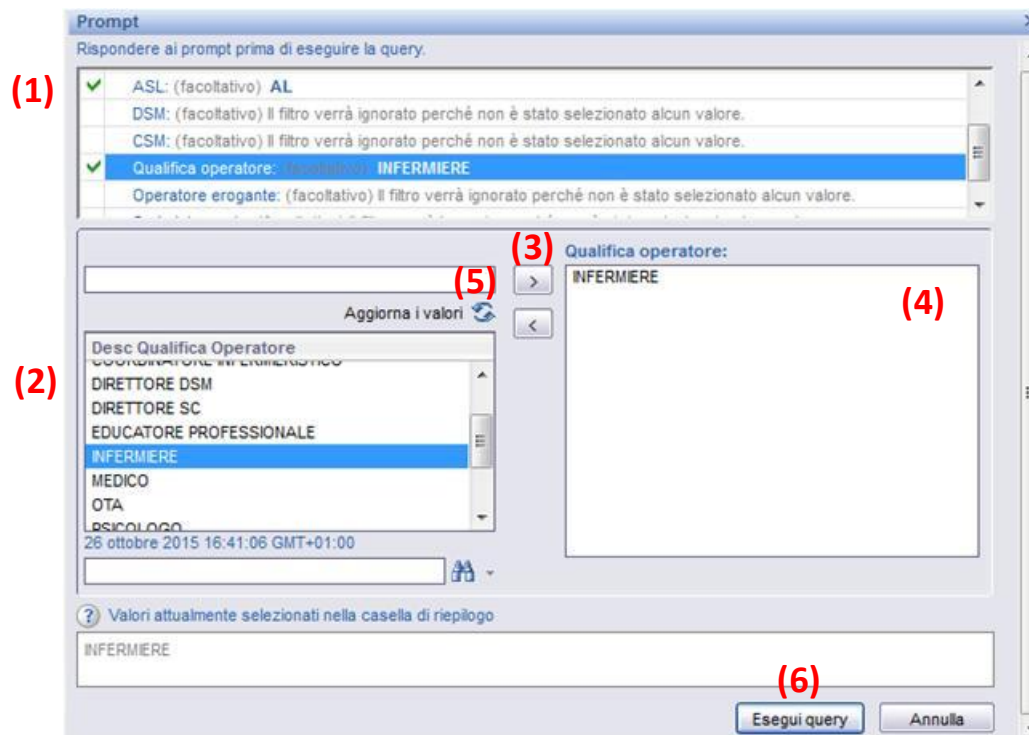 Prompt
Rispondere ai prompt prima di eseguire la query.
(1)
ASL: (facoltativo) AL
DSM: (facoltativo) Il filtro verrà ignorato perché non è stato selezionato alcun valore.
CSM: (facoltativo) Il filtro verrà ignorato perché non è stato selezionato alcun valore.
Qualifica operatore: (facoltativo) INFERMIERE
Operatore erogante: (facoltativo) Il filtro verrà ignorato perché non è stato selezionato alcun valore.
(3)
Qualifica operatore:
(5)
>
INFERMIERE
(4)
Aggiorna i valori
<
Desc Qualifica Operatore
(2)
COORDINATORE INFERMIERISTICO
DIRETTORE DSM
DIRETTORE SC
EDUCATORE PROFESSIONALE
INFERMIERE
MEDICO
OTA
PSICOLOGO
26 ottobre 2015 16:41:06 GMT+01:00
? Valori attualmente selezionati nella casella di riepilogo
INFERMIERE
(6)
Esegui query
Annulla